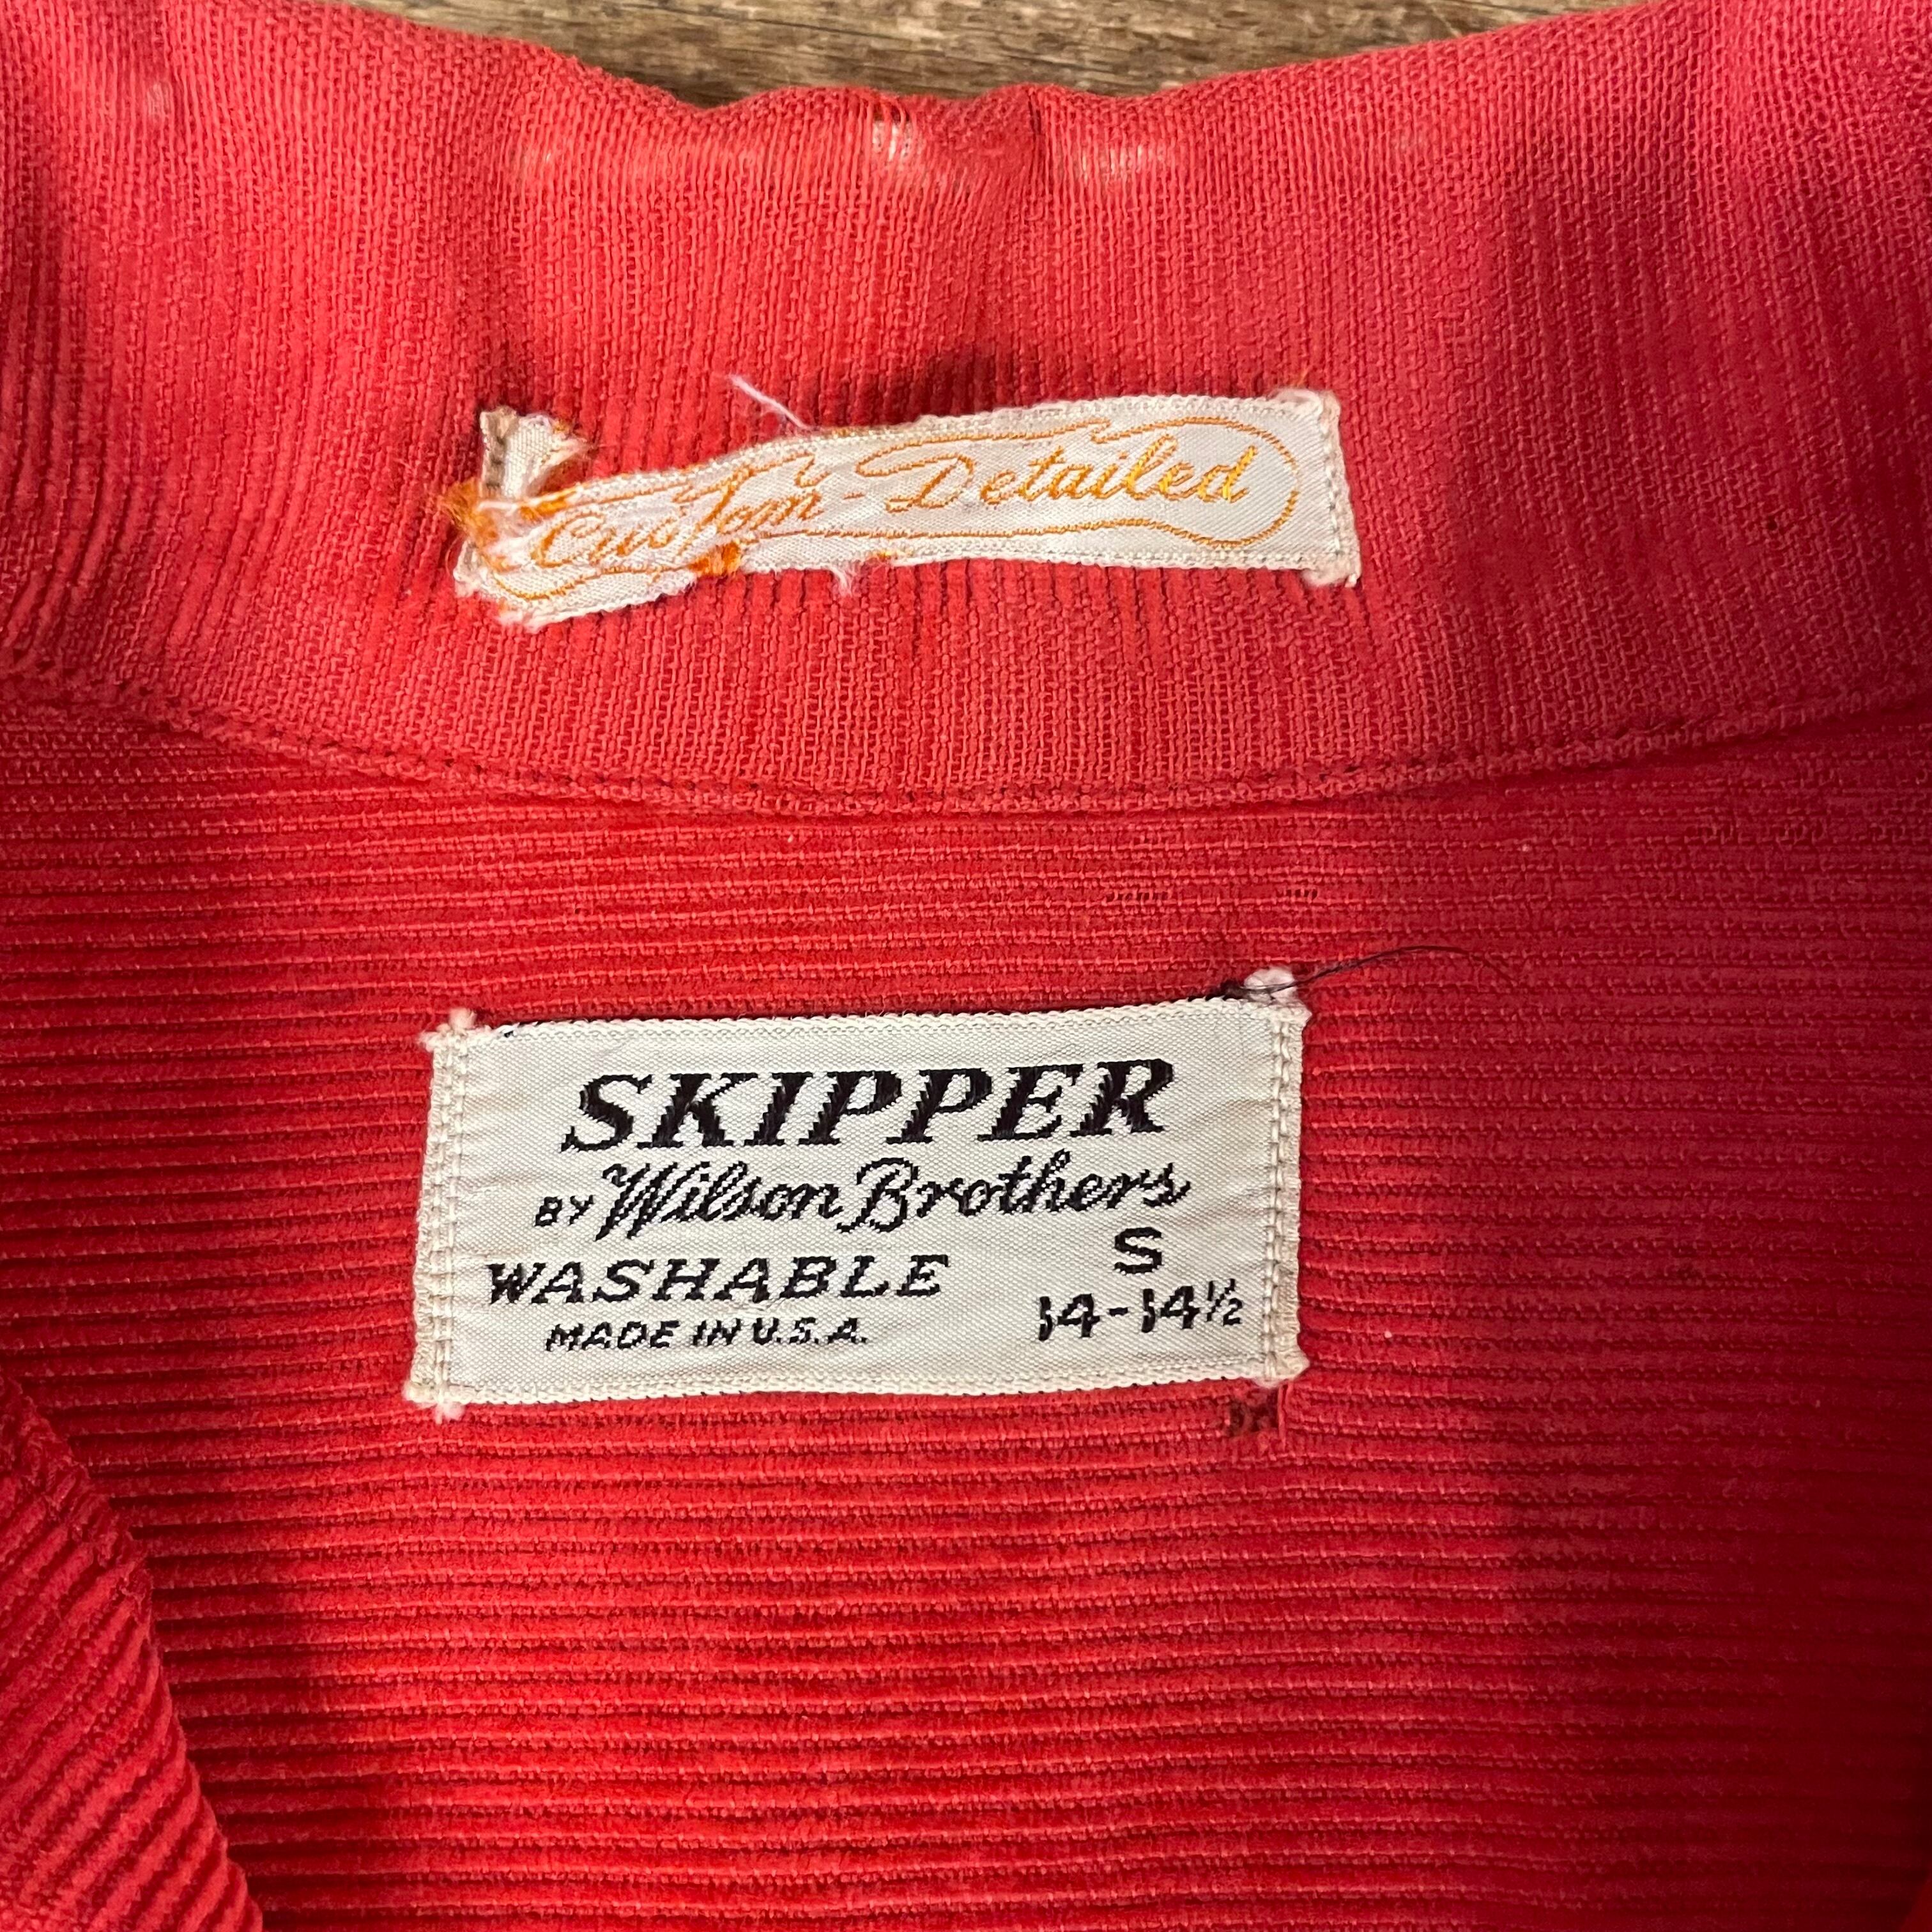 Custom-Detailed
SKIPPER
BY Wilson Brothers
WASHABLE S
MADE IN U.S.A. 14-14½